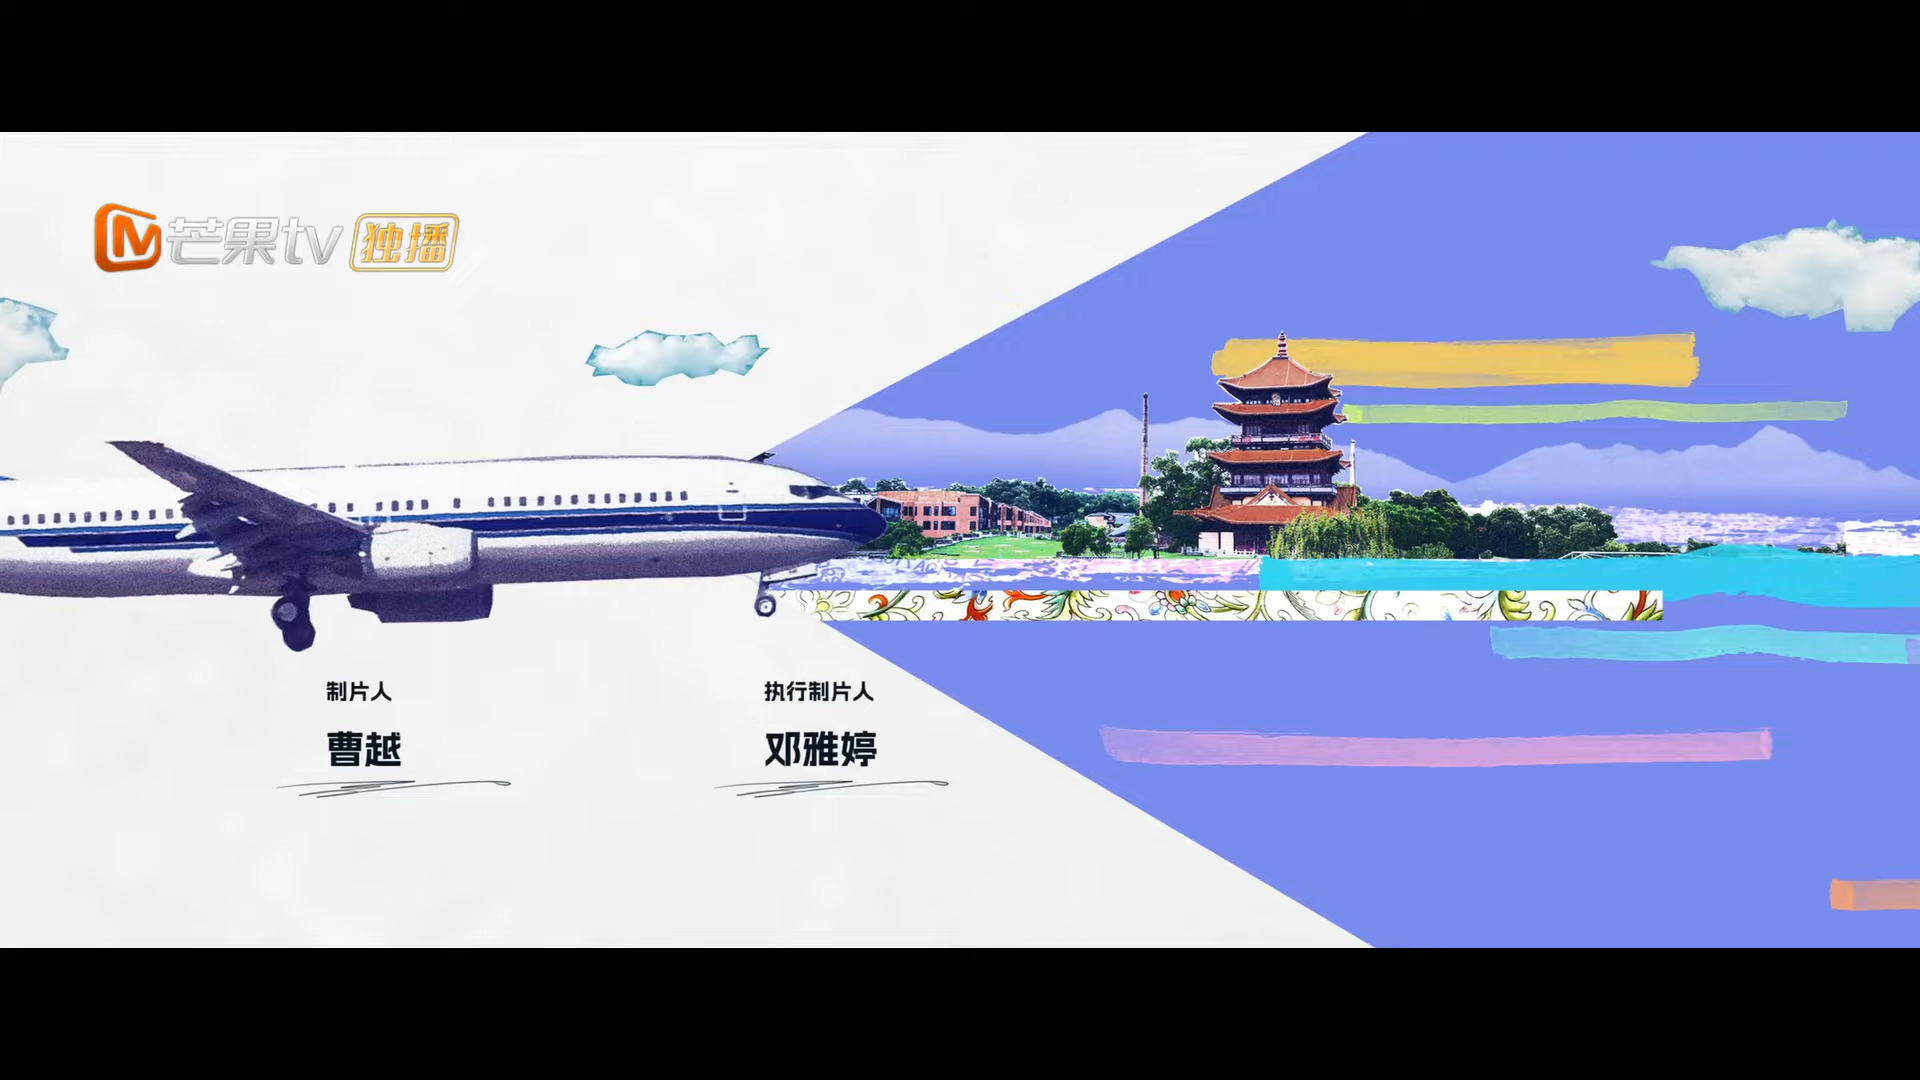 芒果tv 独播
制片人
曹越
执行制片人
邓雅婷